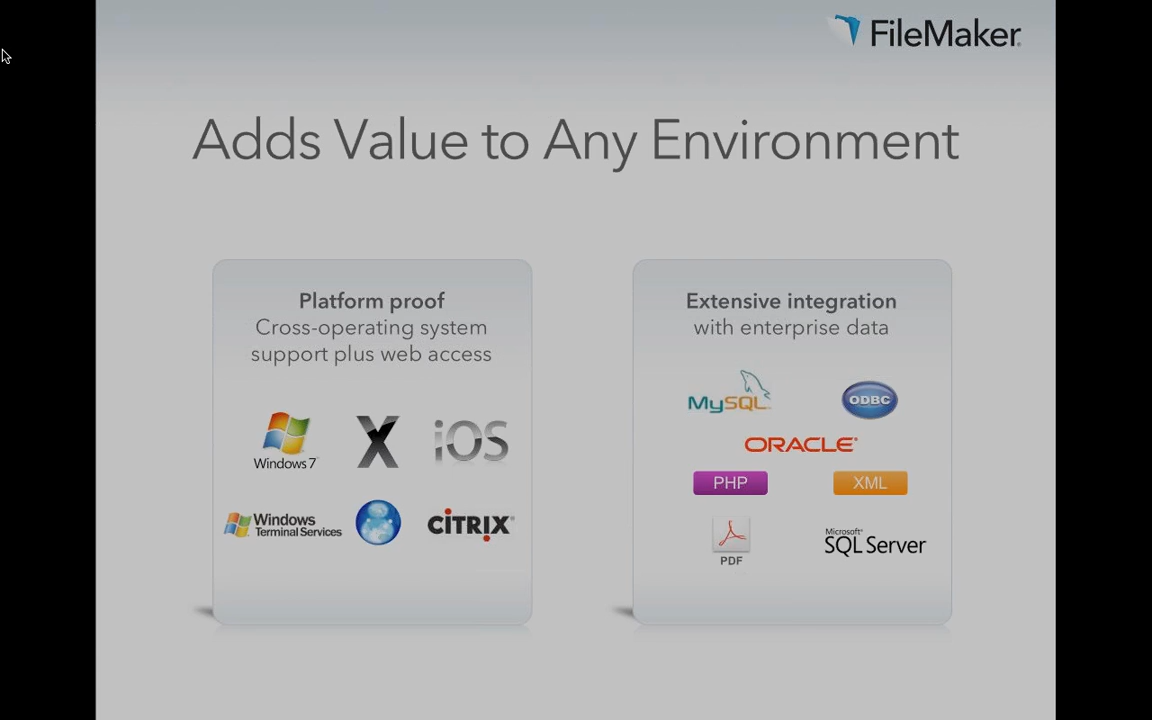 FileMaker
Adds Value to Any Environment
Platform proof
Cross-operating system
support plus web access
Windows 7
X
iOS
Windows
Terminal Services
CiTRIX
Extensive integration
with enterprise data
MySQL
ODBC
ORACLE
PHP
XML
PDF
Microsoft
SQL Server